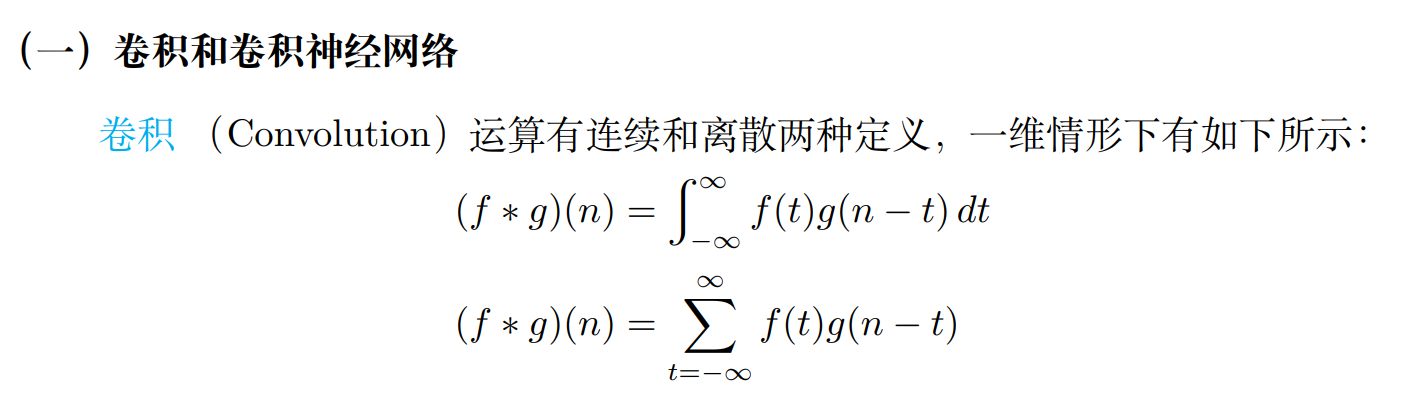 (一)卷积和卷积神经网络
卷积 (Convolution)运算有连续和离散两种定义,一维情形下有如下所示:
(f ∗ g)(n) = ∫_{−∞}^{∞} f(t)g(n − t) dt
(f ∗ g)(n) = ∑_{t=−∞}^{∞} f(t)g(n − t)